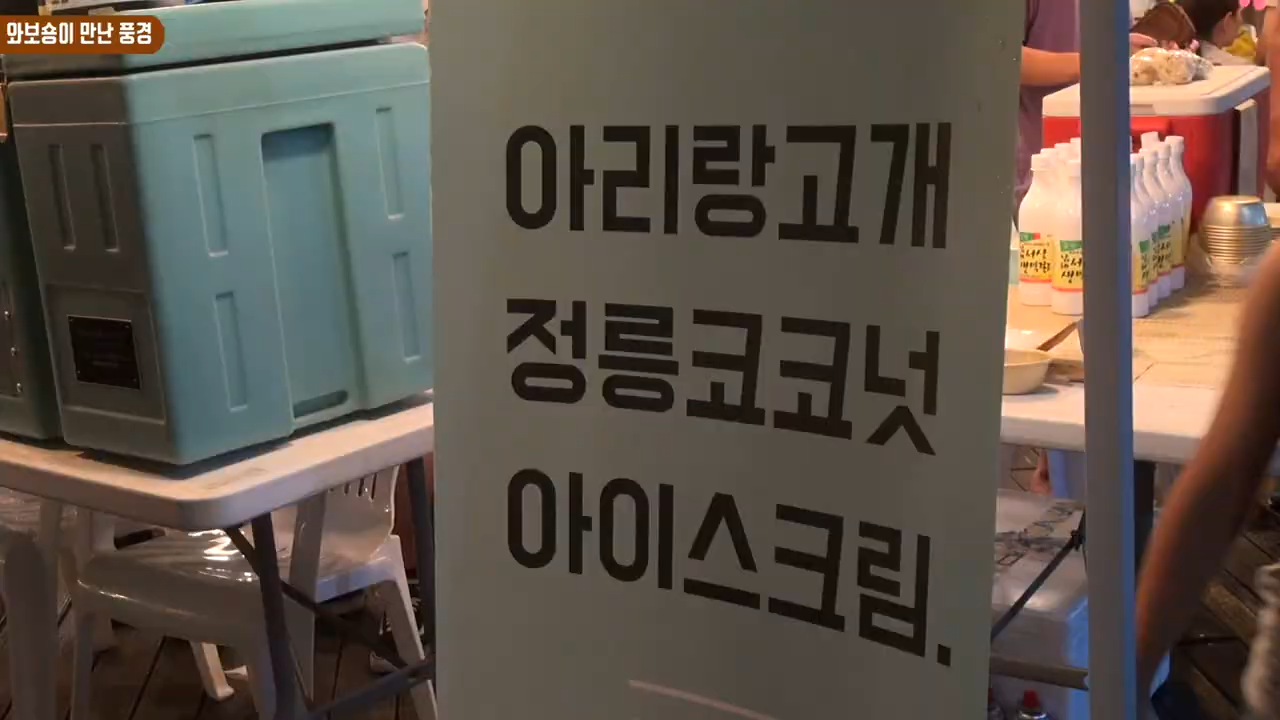 와보숑이 만난 풍경
아리랑고개
정릉코코넛
아이스크림.